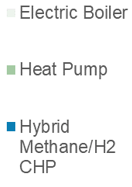 Electric Boiler
Heat Pump
Hybrid
Methane/H2
CHP